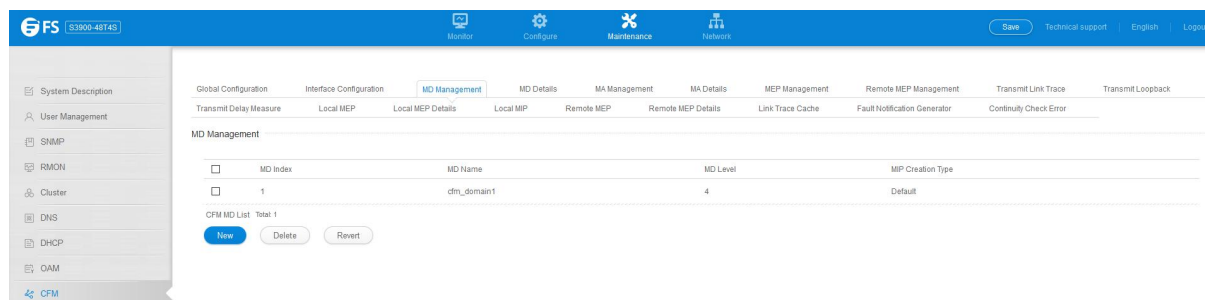 FS S3900-48T4S
Monitor Configure Maintenance Network
Save Technical support English Logou
System Description
User Management
SNMP
RMON
Cluster
DNS
DHCP
OAM
CFM
Global Configuration Interface Configuration MD Management MD Details MA Management MA Details MEP Management Remote MEP Management Transmit Link Trace Transmit Loopback
Transmit Delay Measure Local MEP Local MEP Details Local MIP Remote MEP Remote MEP Details Link Trace Cache Fault Notification Generator Continuity Check Error
MD Management
MD Index MD Name MD Level MIP Creation Type
1 cfm_domain1 4 Default
CFM MD List Total: 1
New Delete Revert